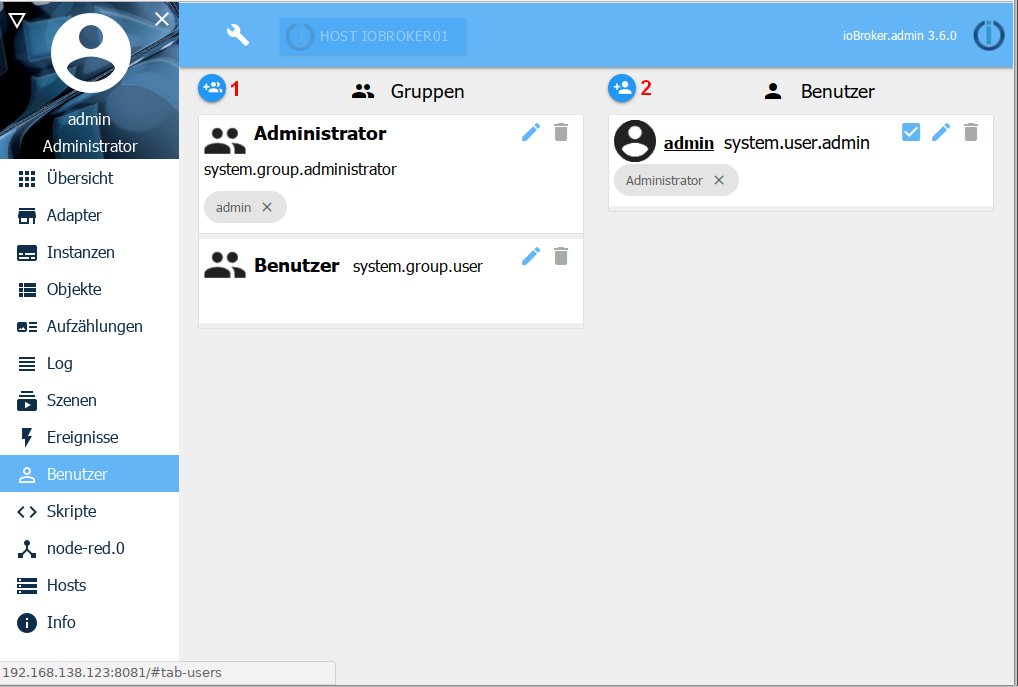 admin
Administrator
Übersicht
Adapter
Instanzen
Objekte
Aufzählungen
Log
Szenen
Ereignisse
Benutzer
Skripte
node-red.0
Hosts
Info
192.168.138.123:8081/#tab-users
HOST IOBROKER01
ioBroker.admin 3.6.0
1
Gruppen
Administrator
system.group.administrator
admin
Benutzer system.group.user
2
Benutzer
admin system.user.admin
Administrator